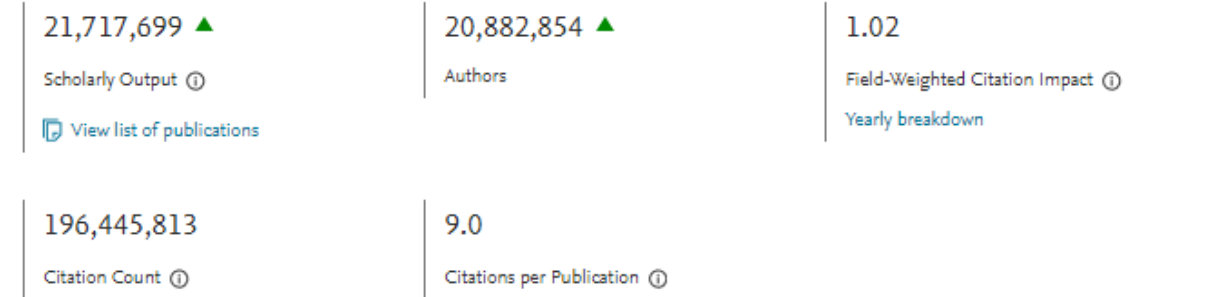 21,717,699
Scholarly Output
View list of publications
20,882,854
Authors
1.02
Field-Weighted Citation Impact
Yearly breakdown
196,445,813
Citation Count
9.0
Citations per Publication